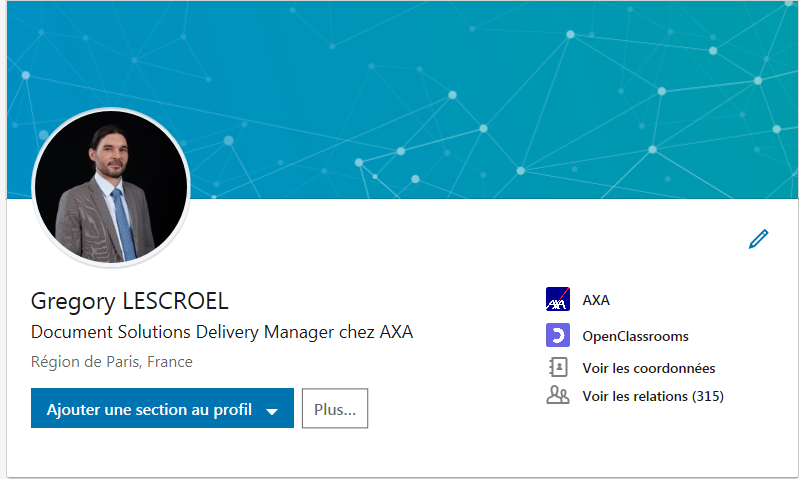 Gregory LESCROEL
Document Solutions Delivery Manager chez AXA
Région de Paris, France
Ajouter une section au profil
Plus...
AXA
AXA
OpenClassrooms
Voir les coordonnées
Voir les relations (315)